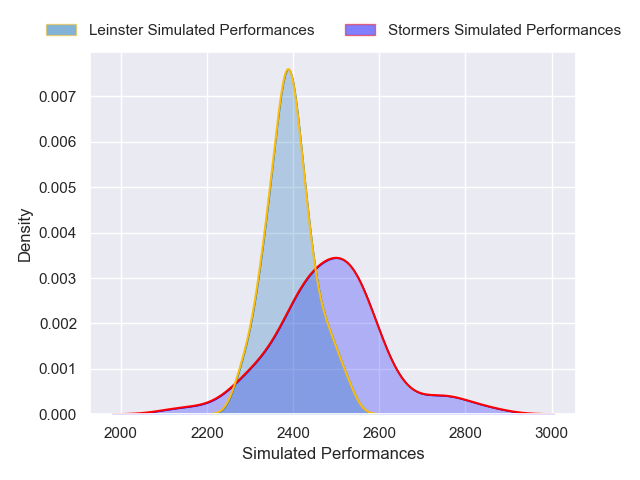 Leinster Simulated Performances Stormers Simulated Performances
0.007
0.006
0.005
0.004
0.003
0.002
0.001
0.000
Density
2000 2200 2400 2600 2800 3000
Simulated Performances